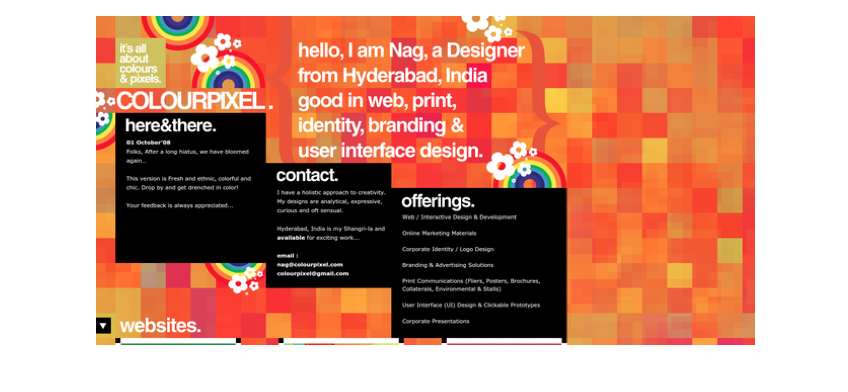 it's all
about
colours
& pixels.
COLOURPIXEL.
hello, I am Nag, a Designer
from Hyderabad, India
good in web, print,
identity, branding &
user interface design.
here&there.
01 October'08
Folks, After a long hiatus, we have bloomed
again...
This version is Fresh and ethnic, colorful and
chic. Drop by and get drenched in color!
Your feedback is always appreciated...
contact.
I have a holistic approach to creativity.
My designs are analytical, expressive,
curious and oft sensual.
Hyderabad, India is my Shangri-la and
available for exciting work...
email :
nag@colourpixel.com
colourpixel@gmail.com
offerings.
Web / Interactive Design & Development
Online Marketing Materials
Corporate Identity / Logo Design
Branding & Advertising Solutions
Print Communications (Fliers, Posters, Brochures,
Collaterals, Environmental & Stalls)
User Interface (UI) Design & Clickable Prototypes
Corporate Presentations
websites.